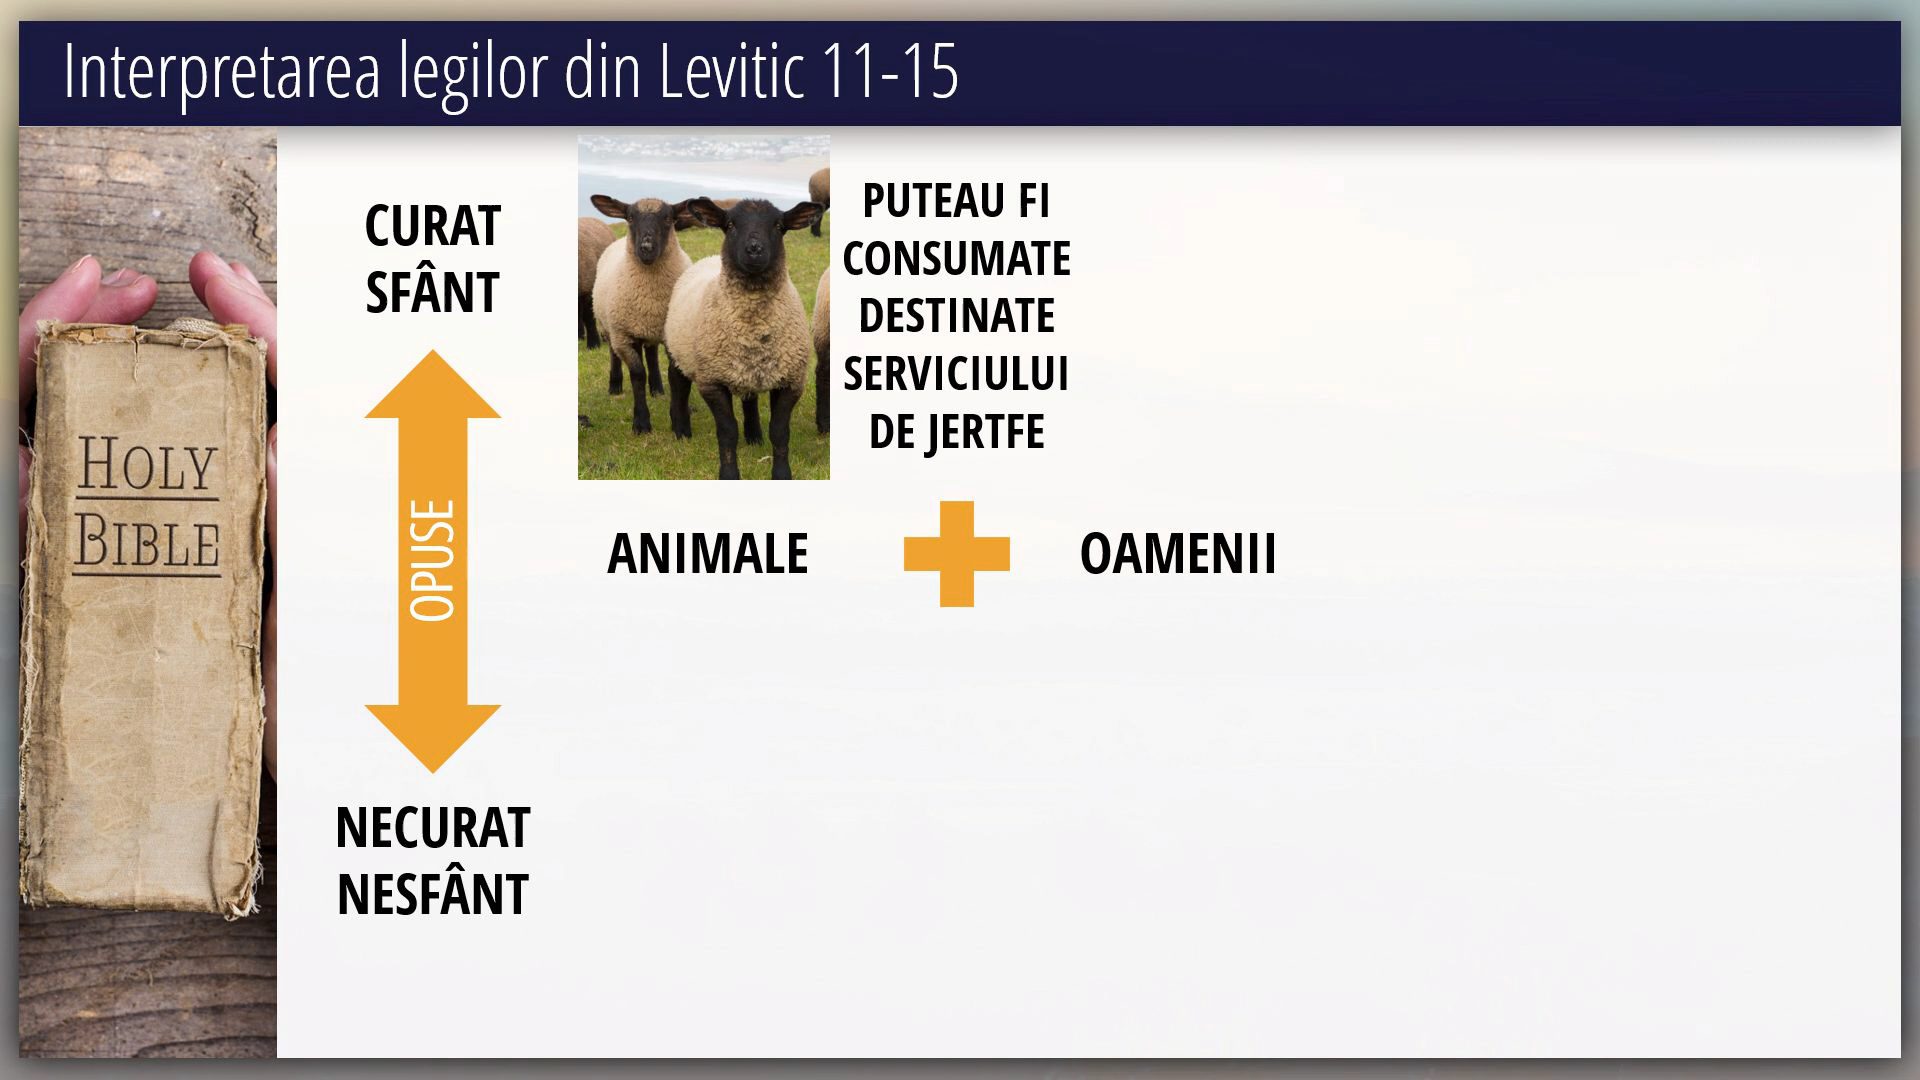 Interpretarea legilor din Levitic 11-15
HOLY
BIBLE
CURAT
SFÂNT
OPUSE
NECURAT
NESFÂNT
PUTEAU FI
CONSUMATE
DESTINATE
SERVICIULUI
DE JERTFE
ANIMALE
OAMENII